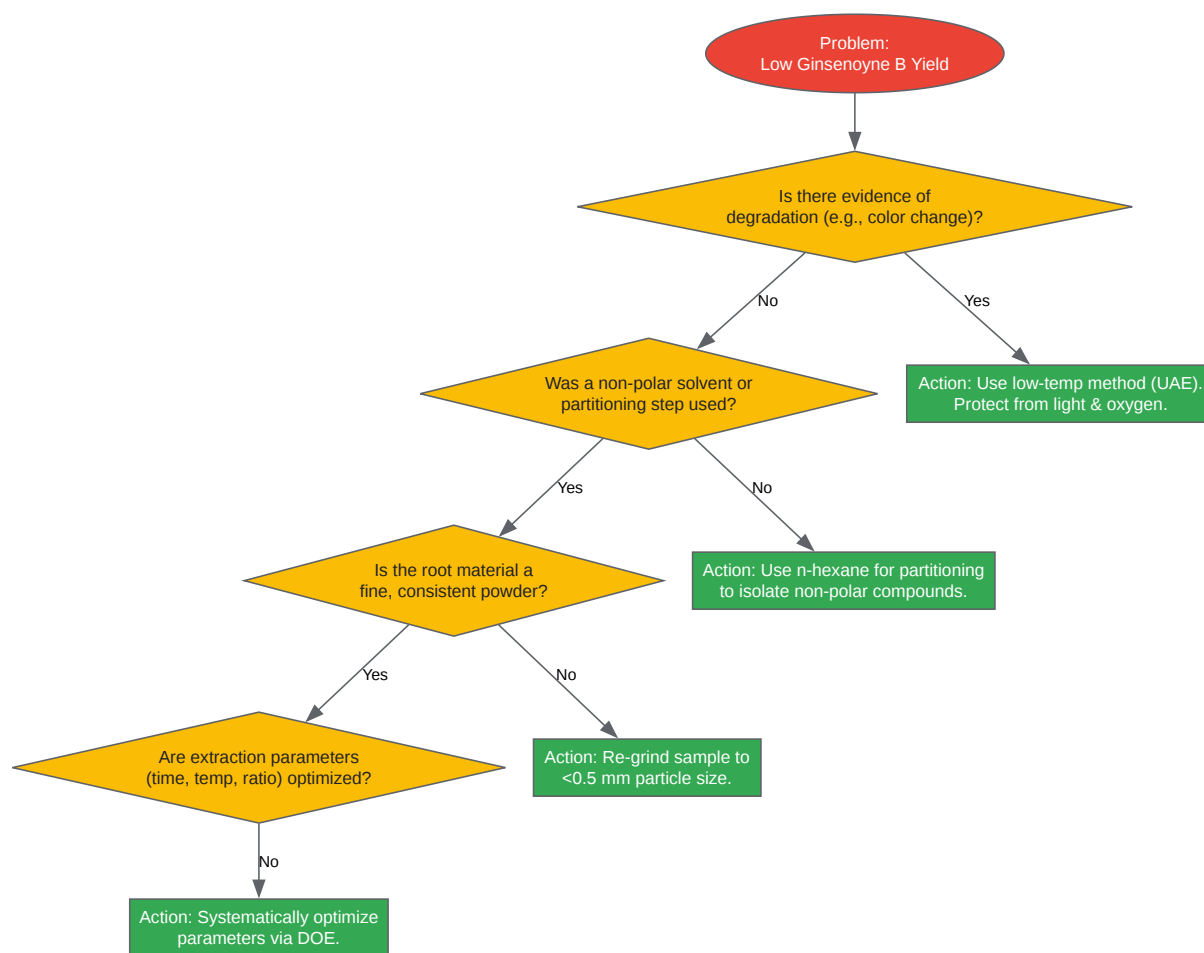 Problem:
Low Ginsenoyne B Yield
Is there evidence of
degradation (e.g., color change)?
No
Yes
Was a non-polar solvent or
partitioning step used?
Action: Use low-temp method (UAE).
Protect from light & oxygen.
Yes
No
Is the root material a
fine, consistent powder?
Action: Use n-hexane for partitioning
to isolate non-polar compounds.
Yes
No
Are extraction parameters
(time, temp, ratio) optimized?
Action: Re-grind sample to
<0.5 mm particle size.
No
Action: Systematically optimize
parameters via DOE.